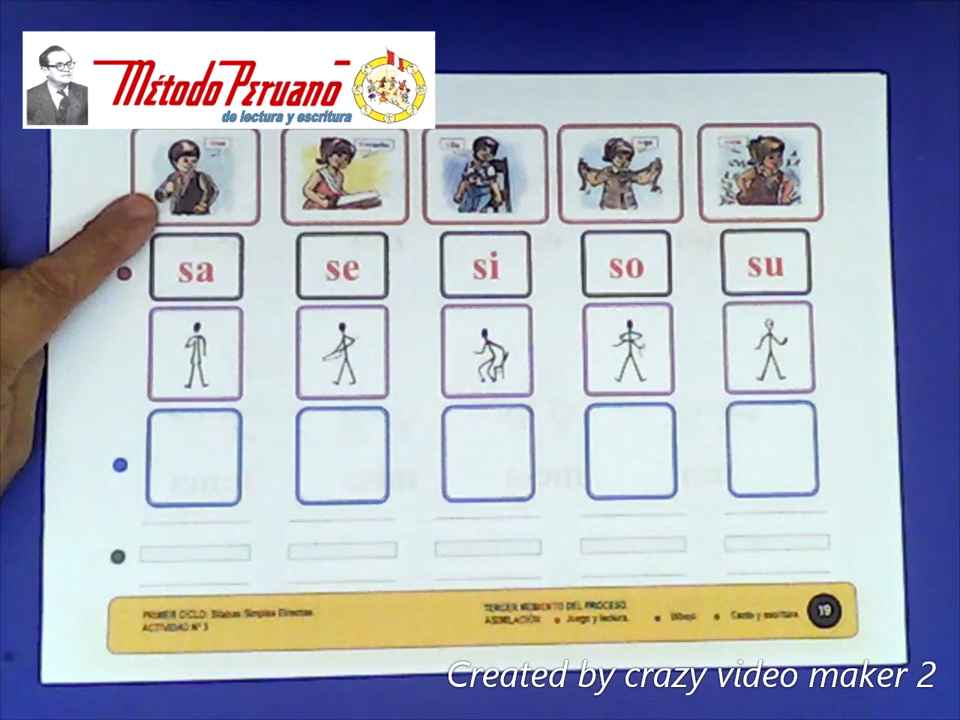 Método Peruano
de lectura y escritura
sa se si so su
PRIMER CICLO: Sílabas Simples Directas.
ACTIVIDAD N° 3
TERCER MOMENTO DEL PROCESO.
ASIMILACIÓN Juego y lectura. Dibujo Canto y escritura
19
Created by crazy video maker 2